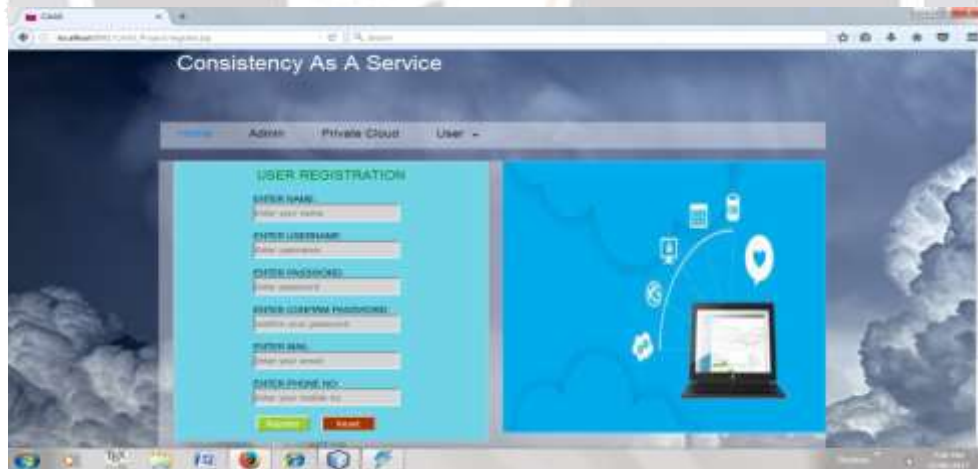 CAAS
Consistency As A Service
Home Admin Private Cloud User
USER REGISTRATION
ENTER NAME:
Enter your name
ENTER USERNAME:
Enter username
ENTER PASSWORD:
Enter password
ENTER CONFIRM PASSWORD:
confirm your password
ENTER MAIL:
Enter your email
ENTER PHONE NO:
Enter your mobile no
Register Reset